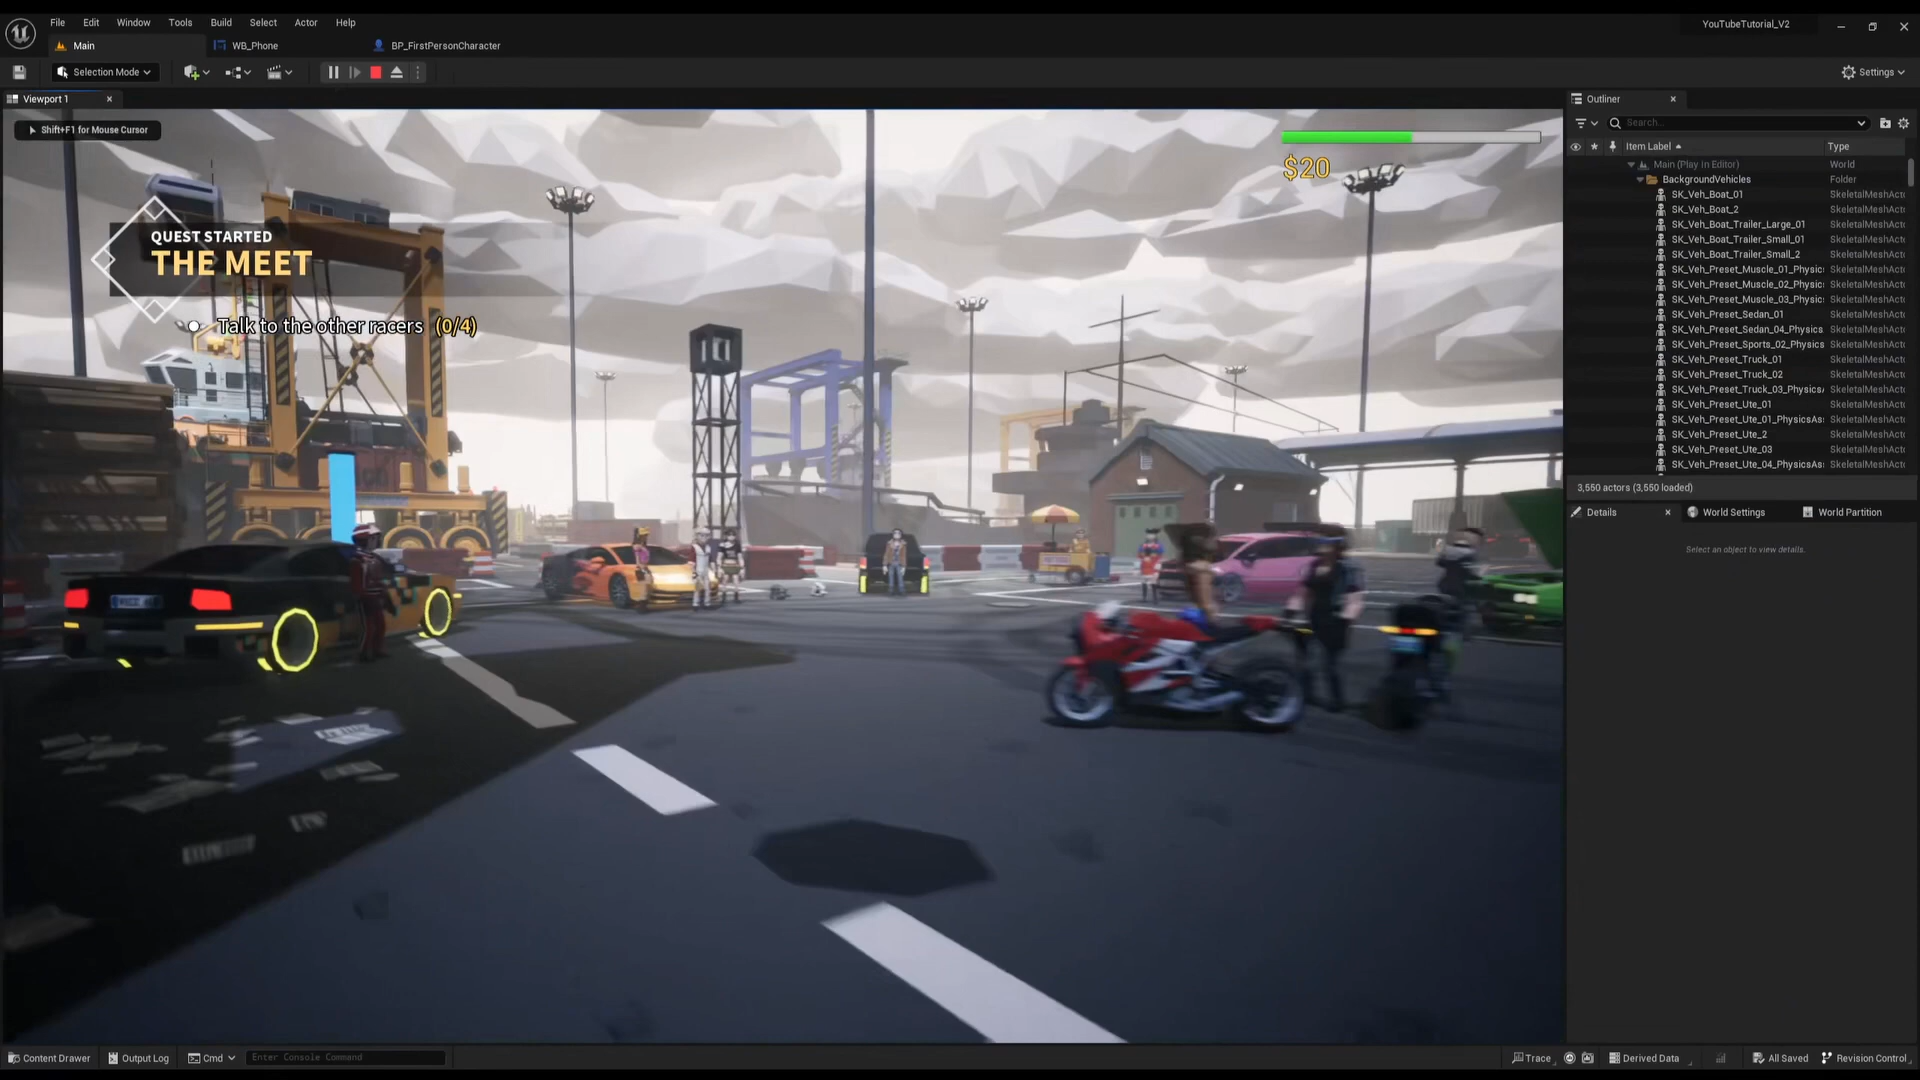 File Edit Window Tools Build Select Actor Help
YouTubeTutorial_V2
Main
WB_Phone
BP_FirstPersonCharacter
Selection Mode
Settings
Viewport 1
Outliner
Shift+F1 for Mouse Cursor
Search...
Item Label
Type
Main (Play In Editor) World
BackgroundVehicles Folder
SK_Veh_Boat_01 SkeletalMeshActo
SK_Veh_Boat_2 SkeletalMeshActo
SK_Veh_Boat_Trailer_Large_01 SkeletalMeshActo
SK_Veh_Boat_Trailer_Small_01 SkeletalMeshActo
SK_Veh_Boat_Trailer_Small_2 SkeletalMeshActo
SK_Veh_Preset_Muscle_01_Physic SkeletalMeshActo
SK_Veh_Preset_Muscle_02_Physic SkeletalMeshActo
SK_Veh_Preset_Muscle_03_Physic SkeletalMeshActo
SK_Veh_Preset_Sedan_01 SkeletalMeshActo
SK_Veh_Preset_Sedan_04_Physics SkeletalMeshActo
SK_Veh_Preset_Sports_02_Physics SkeletalMeshActo
SK_Veh_Preset_Truck_01 SkeletalMeshActo
SK_Veh_Preset_Truck_02 SkeletalMeshActo
SK_Veh_Preset_Truck_03_Physics SkeletalMeshActo
SK_Veh_Preset_Ute_01 SkeletalMeshActo
SK_Veh_Preset_Ute_01_PhysicsAs SkeletalMeshActo
SK_Veh_Preset_Ute_2 SkeletalMeshActo
SK_Veh_Preset_Ute_03 SkeletalMeshActo
SK_Veh_Preset_Ute_04_PhysicsAs SkeletalMeshActo
3,550 actors (3,550 loaded)
Details
World Settings
World Partition
Select an object to view details.
$20
QUEST STARTED
THE MEET
Talk to the other racers (0/4)
Content Drawer
Output Log
Cmd
Enter Console Command
Trace
Derived Data
All Saved
Revision Control